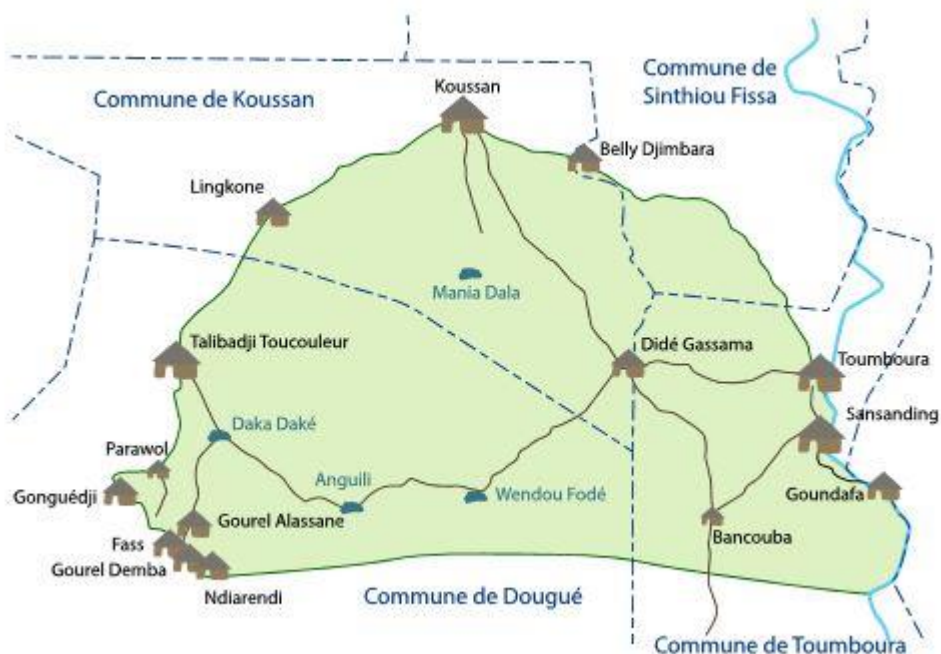 Koussan
Commune de
Sinthiou Fissa
Commune de Koussan
Belly Djimbara
Lingkone
Mania Dala
Talibadji Toucouleur
Didé Gassama
Toumboura
Sansanding
Daka Daké
Parawol
Anguili
Gonguédji
Wendou Fodé
Goundafa
Gourel Alassane
Bancouba
Fass
Gourel Demba
Ndiarendi
Commune de Dougué
Commune de Toumboura